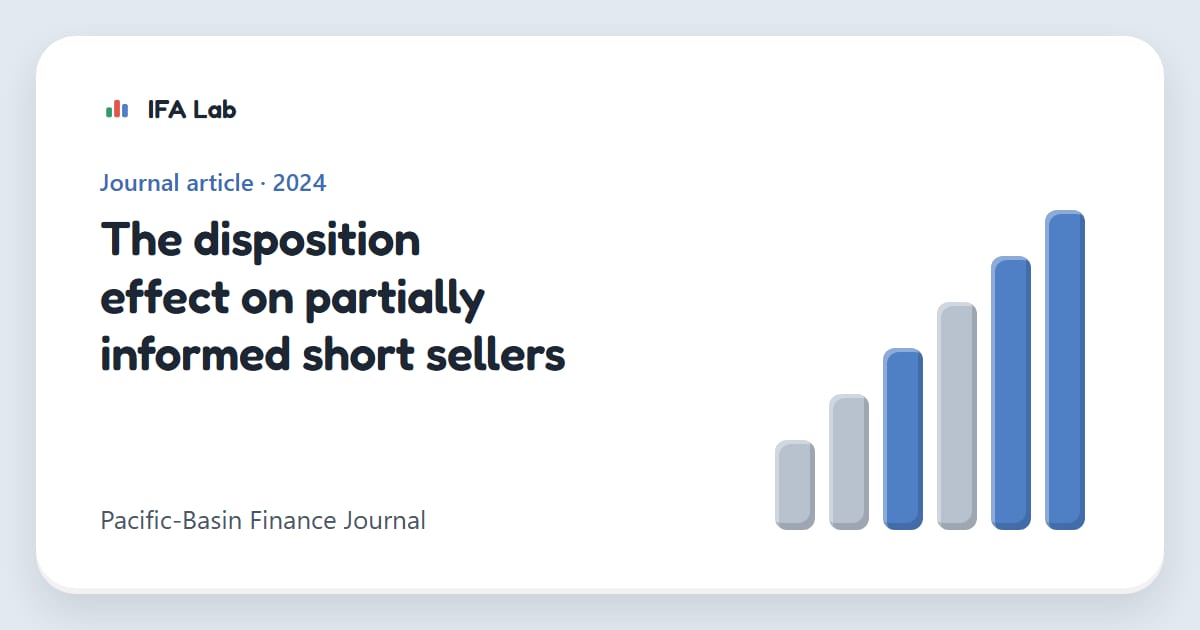 IFA Lab
Journal article · 2024
The disposition
effect on partially
informed short sellers
Pacific-Basin Finance Journal